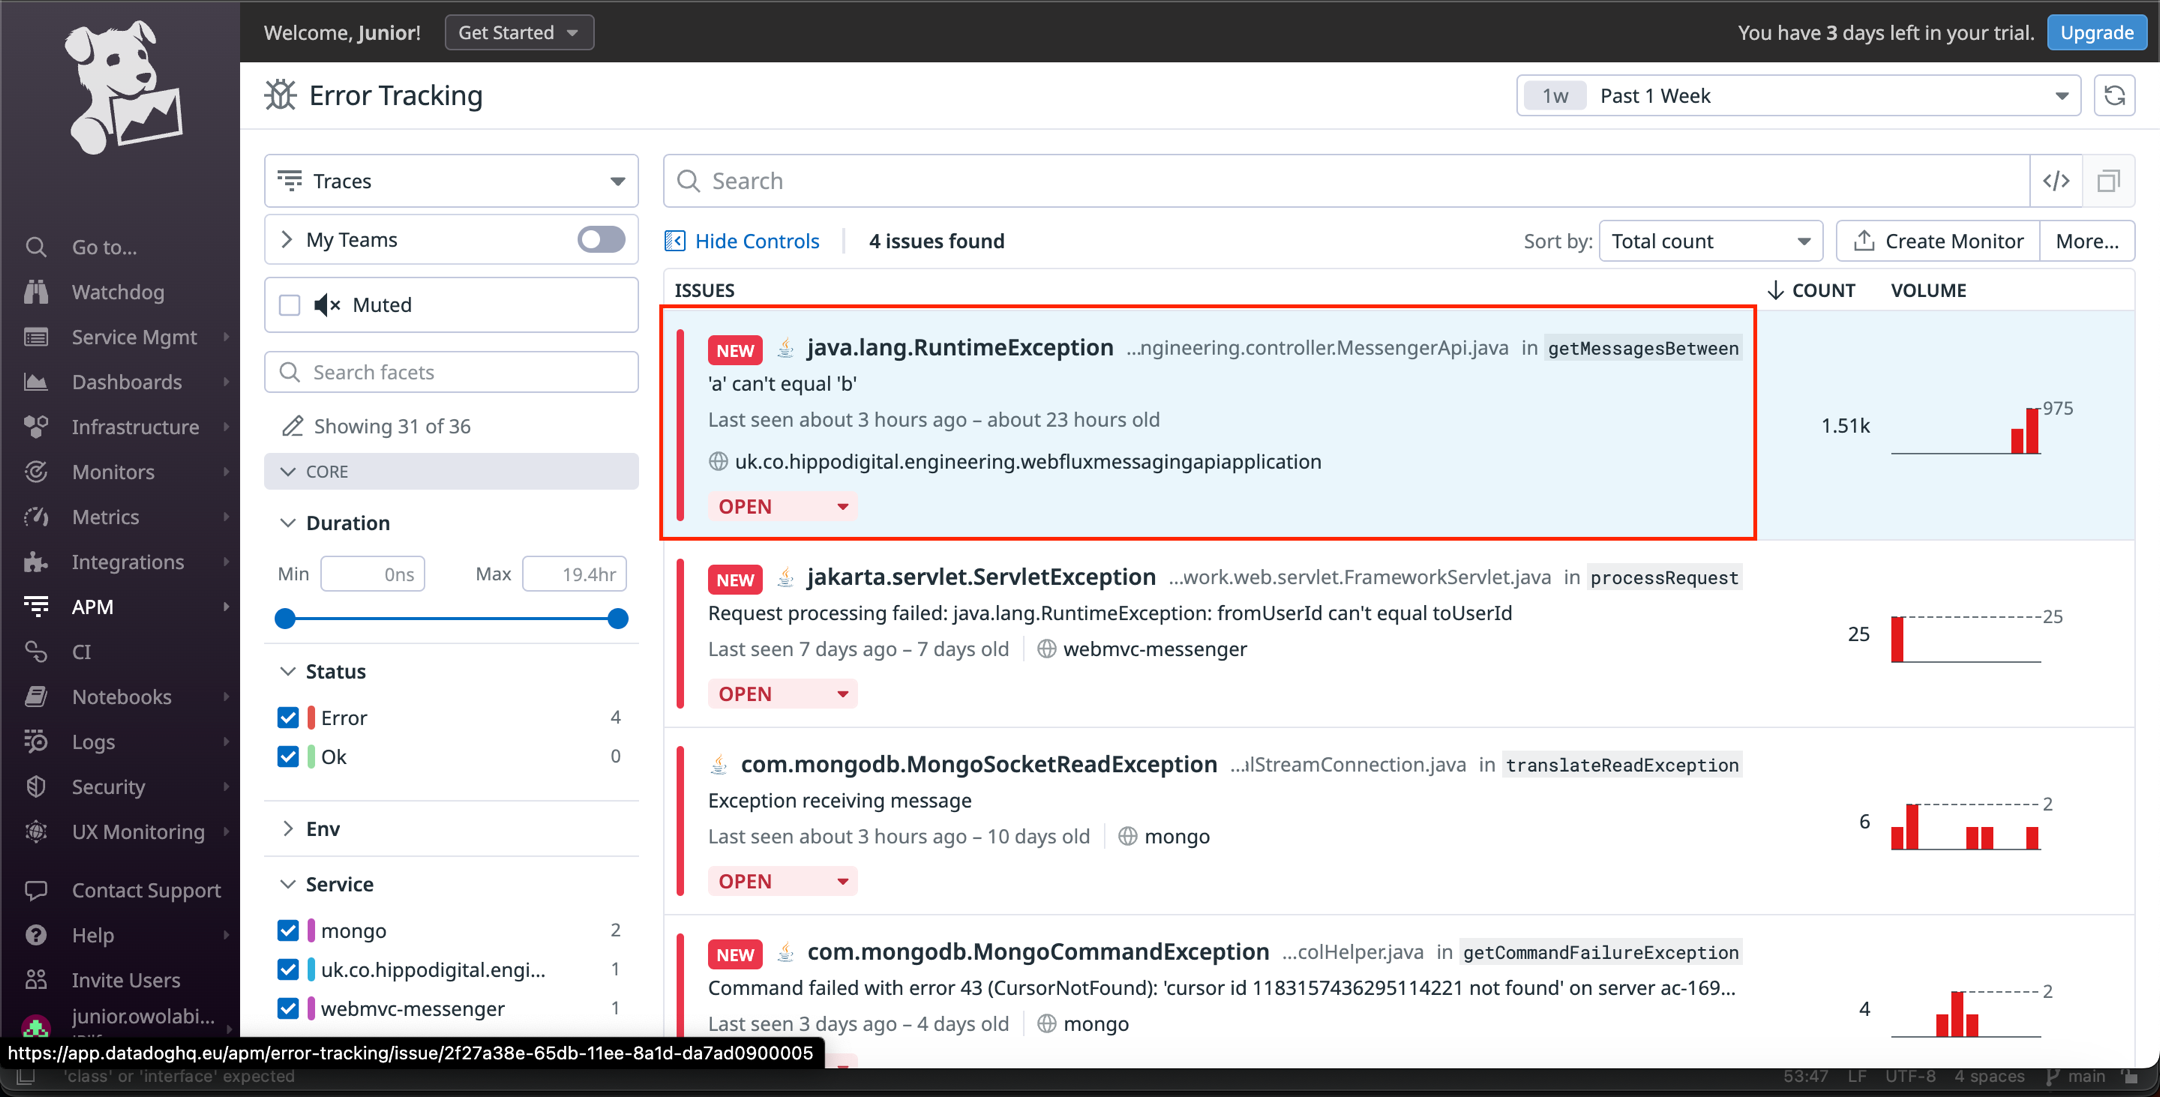 Welcome, Junior!
Get Started
You have 3 days left in your trial.
Upgrade
Error Tracking
1w Past 1 Week
Go to...
Watchdog
Service Mgmt
Dashboards
Infrastructure
Monitors
Metrics
Integrations
APM
CI
Notebooks
Logs
Security
UX Monitoring
Contact Support
Help
Invite Users
junior.owolabi...
Traces
My Teams
Muted
Search facets
Showing 31 of 36
CORE
Duration
Min 0ns Max 19.4hr
Status
Error 4
Ok 0
Env
Service
mongo 2
uk.co.hippodigital.engi... 1
webmvc-messenger 1
Search
</>
Hide Controls
4 issues found
Sort by: Total count
Create Monitor
More...
ISSUES COUNT VOLUME
NEW java.lang.RuntimeException ...ngineering.controller.MessengerApi.java in getMessagesBetween
'a' can't equal 'b'
Last seen about 3 hours ago – about 23 hours old
uk.co.hippodigital.engineering.webfluxmessagingapiapplication
OPEN
1.51k
975
NEW jakarta.servlet.ServletException ...work.web.servlet.FrameworkServlet.java in processRequest
Request processing failed: java.lang.RuntimeException: fromUserId can't equal toUserId
Last seen 7 days ago – 7 days old webmvc-messenger
OPEN
25
25
com.mongodb.MongoSocketReadException ...alStreamConnection.java in translateReadException
Exception receiving message
Last seen about 3 hours ago – 10 days old mongo
OPEN
6
2
NEW com.mongodb.MongoCommandException ...colHelper.java in getCommandFailureException
Command failed with error 43 (CursorNotFound): 'cursor id 1183157436295114221 not found' on server ac-169...
Last seen 3 days ago – 4 days old mongo
4
2
https://app.datadoghq.eu/apm/error-tracking/issue/2f27a38e-65db-11ee-8a1d-da7ad0900005
'class' or 'interface' expected
53:47 LF UTF-8 4 spaces main